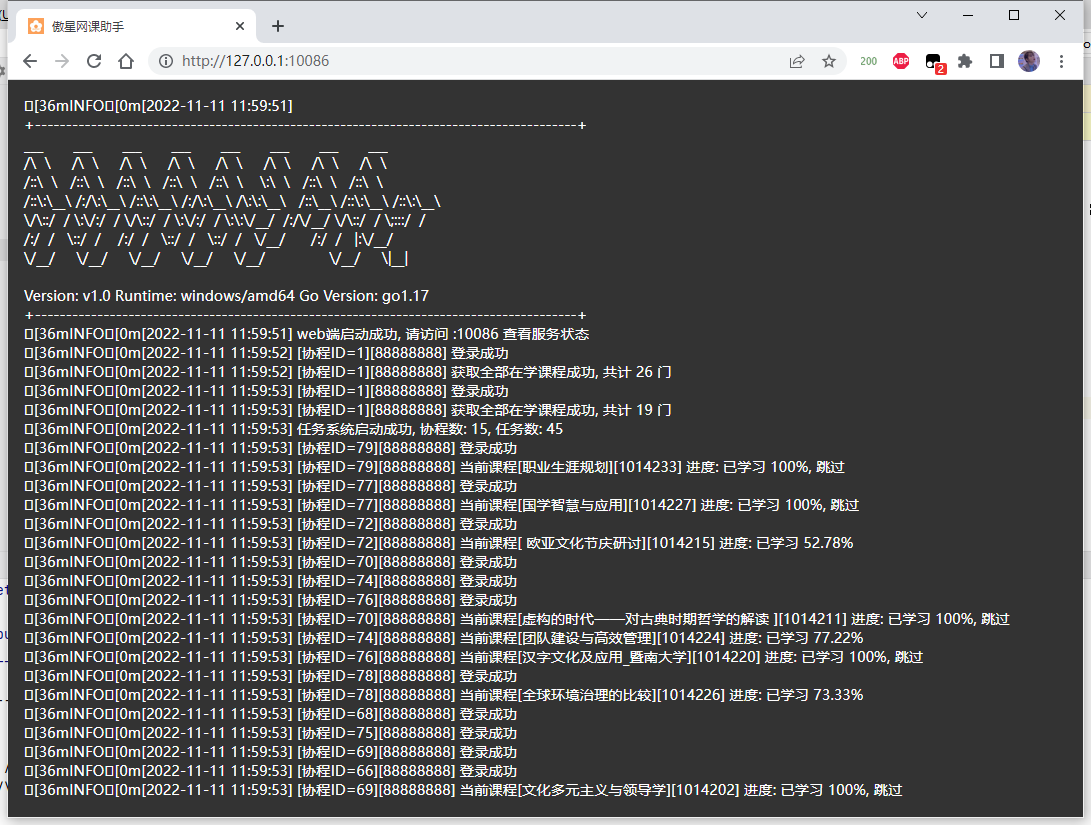 傲星网课助手
http://127.0.0.1:10086
200
ABP
2
▯[36mINFO▯[0m[2022-11-11 11:59:51]
+----------------------------------------------------------------------------------------+
Version: v1.0 Runtime: windows/amd64 Go Version: go1.17
+----------------------------------------------------------------------------------------+
▯[36mINFO▯[0m[2022-11-11 11:59:51] web端启动成功, 请访问 :10086 查看服务状态
▯[36mINFO▯[0m[2022-11-11 11:59:52] [协程ID=1][88888888] 登录成功
▯[36mINFO▯[0m[2022-11-11 11:59:52] [协程ID=1][88888888] 获取全部在学课程成功, 共计 26 门
▯[36mINFO▯[0m[2022-11-11 11:59:53] [协程ID=1][88888888] 登录成功
▯[36mINFO▯[0m[2022-11-11 11:59:53] [协程ID=1][88888888] 获取全部在学课程成功, 共计 19 门
▯[36mINFO▯[0m[2022-11-11 11:59:53] 任务系统启动成功, 协程数: 15, 任务数: 45
▯[36mINFO▯[0m[2022-11-11 11:59:53] [协程ID=79][88888888] 登录成功
▯[36mINFO▯[0m[2022-11-11 11:59:53] [协程ID=79][88888888] 当前课程[职业生涯规划][1014233] 进度: 已学习 100%, 跳过
▯[36mINFO▯[0m[2022-11-11 11:59:53] [协程ID=77][88888888] 登录成功
▯[36mINFO▯[0m[2022-11-11 11:59:53] [协程ID=77][88888888] 当前课程[国学智慧与应用][1014227] 进度: 已学习 100%, 跳过
▯[36mINFO▯[0m[2022-11-11 11:59:53] [协程ID=72][88888888] 登录成功
▯[36mINFO▯[0m[2022-11-11 11:59:53] [协程ID=72][88888888] 当前课程[ 欧亚文化节庆研讨][1014215] 进度: 已学习 52.78%
▯[36mINFO▯[0m[2022-11-11 11:59:53] [协程ID=70][88888888] 登录成功
▯[36mINFO▯[0m[2022-11-11 11:59:53] [协程ID=74][88888888] 登录成功
▯[36mINFO▯[0m[2022-11-11 11:59:53] [协程ID=76][88888888] 登录成功
▯[36mINFO▯[0m[2022-11-11 11:59:53] [协程ID=70][88888888] 当前课程[虚构的时代——对古典时期哲学的解读 ][1014211] 进度: 已学习 100%, 跳过
▯[36mINFO▯[0m[2022-11-11 11:59:53] [协程ID=74][88888888] 当前课程[团队建设与高效管理][1014224] 进度: 已学习 77.22%
▯[36mINFO▯[0m[2022-11-11 11:59:53] [协程ID=76][88888888] 当前课程[汉字文化及应用_暨南大学][1014220] 进度: 已学习 100%, 跳过
▯[36mINFO▯[0m[2022-11-11 11:59:53] [协程ID=78][88888888] 登录成功
▯[36mINFO▯[0m[2022-11-11 11:59:53] [协程ID=78][88888888] 当前课程[全球环境治理的比较][1014226] 进度: 已学习 73.33%
▯[36mINFO▯[0m[2022-11-11 11:59:53] [协程ID=68][88888888] 登录成功
▯[36mINFO▯[0m[2022-11-11 11:59:53] [协程ID=75][88888888] 登录成功
▯[36mINFO▯[0m[2022-11-11 11:59:53] [协程ID=69][88888888] 登录成功
▯[36mINFO▯[0m[2022-11-11 11:59:53] [协程ID=66][88888888] 登录成功
▯[36mINFO▯[0m[2022-11-11 11:59:53] [协程ID=69][88888888] 当前课程[文化多元主义与领导学][1014202] 进度: 已学习 100%, 跳过